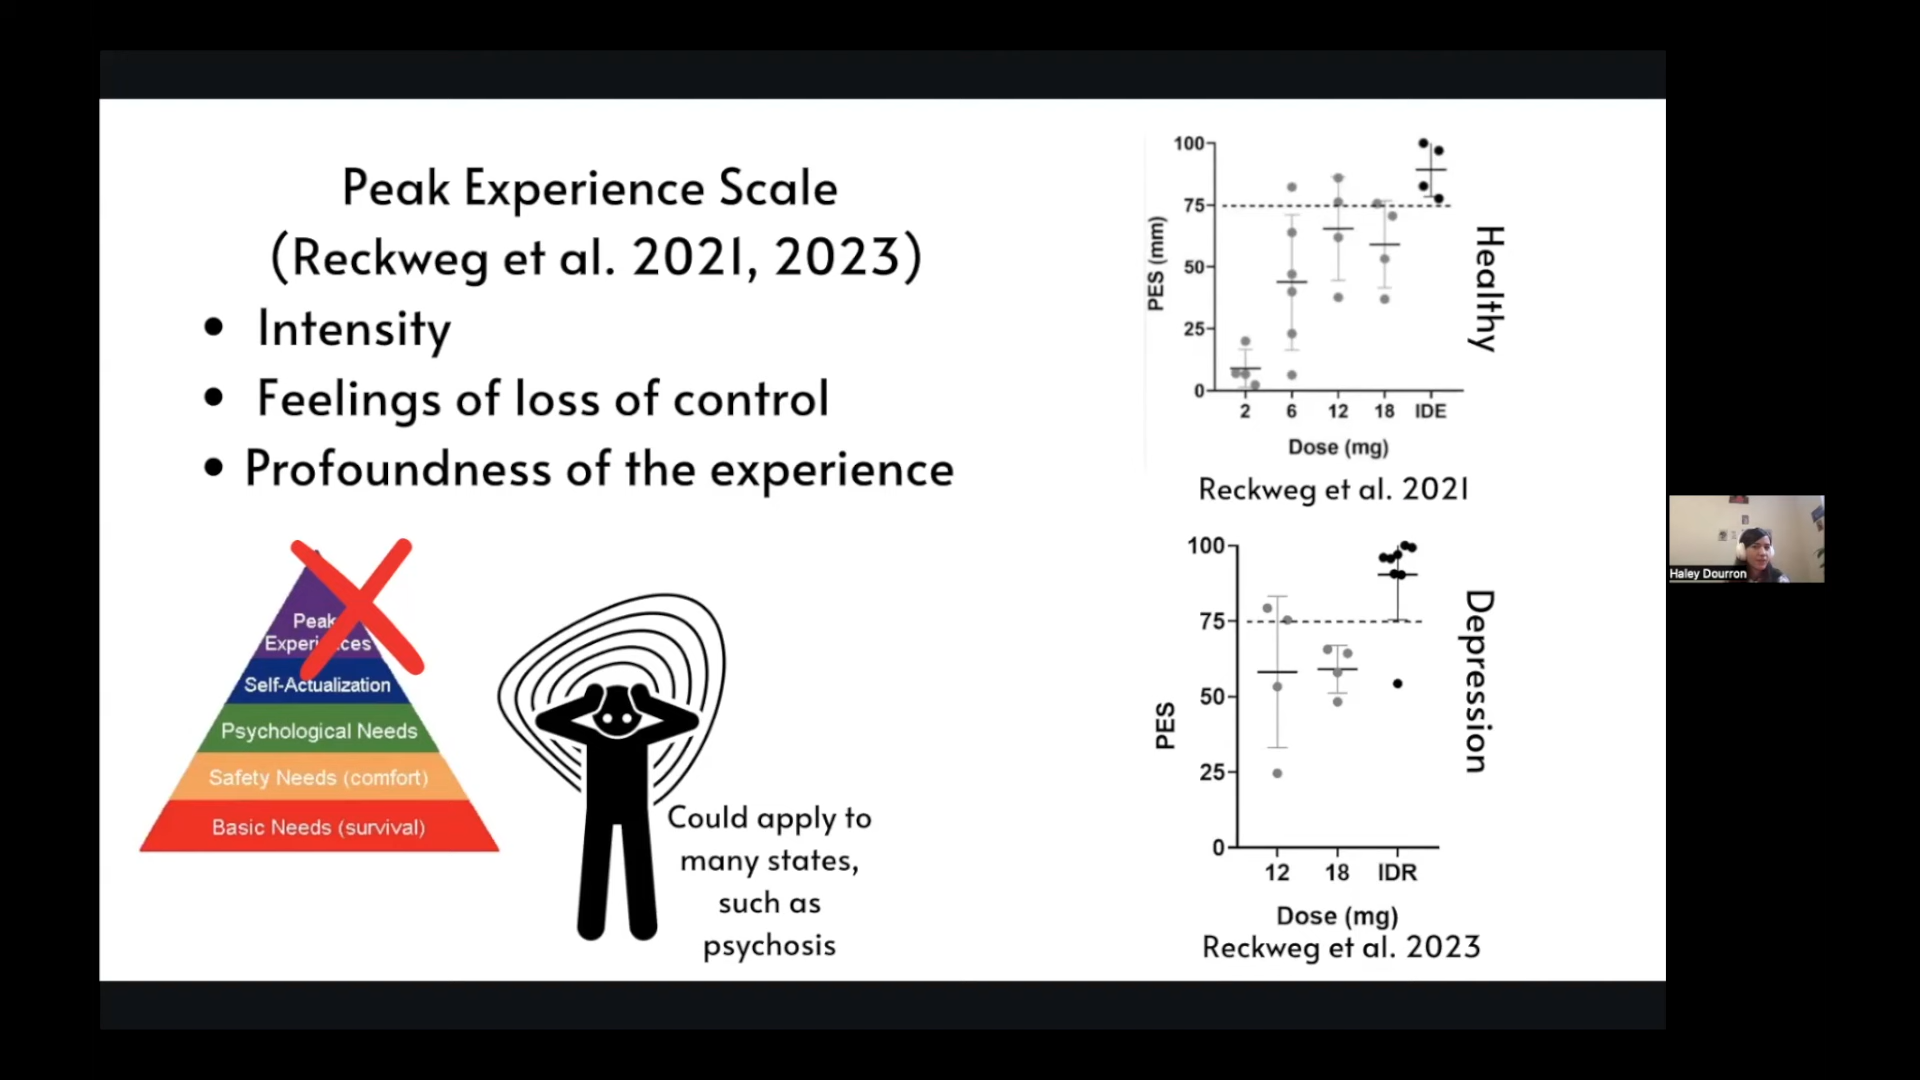 Peak Experience Scale
(Reckweg et al. 2021, 2023)
• Intensity
• Feelings of loss of control
• Profoundness of the experience
Peak
Experiences
Self-Actualization
Psychological Needs
Safety Needs (comfort)
Basic Needs (survival)
Could apply to
many states,
such as
psychosis
100
75
50
25
0
PES (mm)
2 6 12 18 IDE
Dose (mg)
Healthy
Reckweg et al. 2021
100
75
50
25
0
PES
12 18 IDR
Dose (mg)
Depression
Reckweg et al. 2023
Haley Dourron